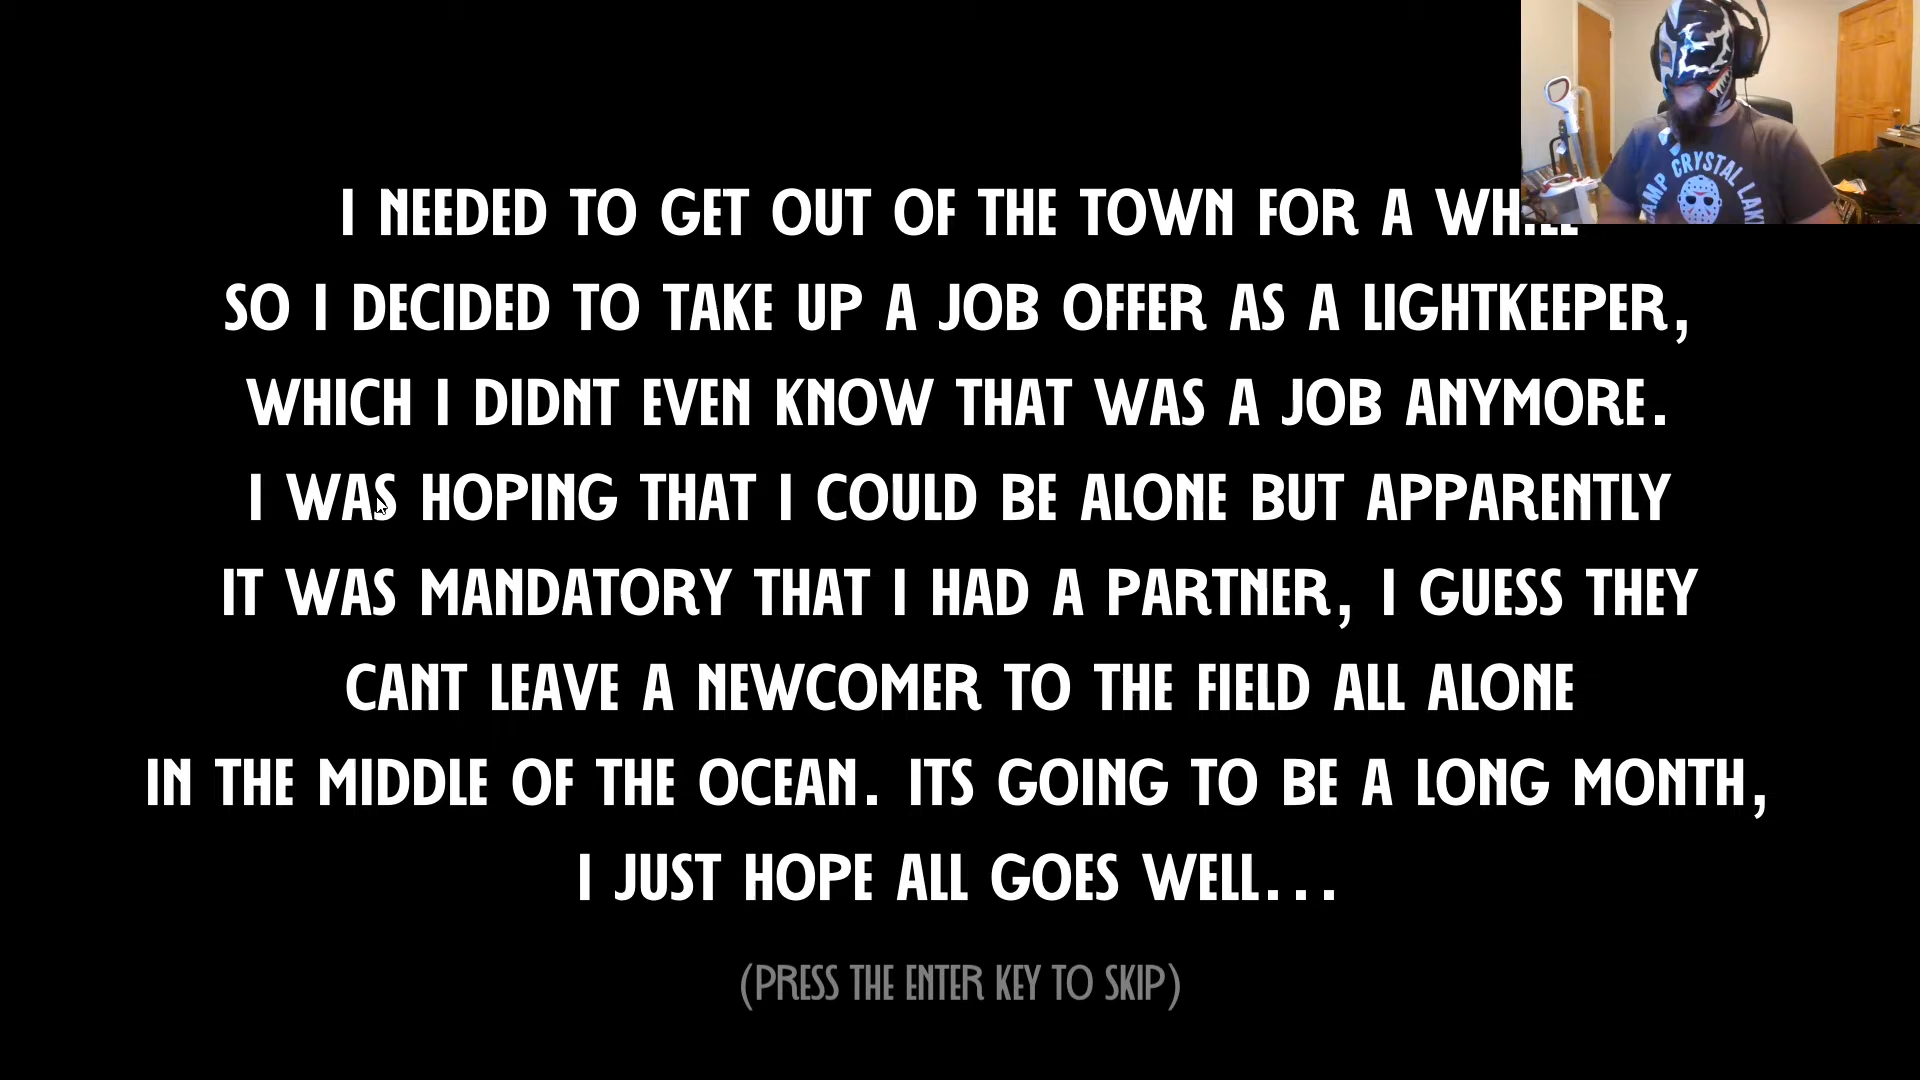 I NEEDED TO GET OUT OF THE TOWN FOR A
SO I DECIDED TO TAKE UP A JOB OFFER AS A LIGHTKEEPER,
WHICH I DIDNT EVEN KNOW THAT WAS A JOB ANYMORE.
I WAS HOPING THAT I COULD BE ALONE BUT APPARENTLY
IT WAS MANDATORY THAT I HAD A PARTNER, I GUESS THEY
CANT LEAVE A NEWCOMER TO THE FIELD ALL ALONE
IN THE MIDDLE OF THE OCEAN. ITS GOING TO BE A LONG MONTH,
I JUST HOPE ALL GOES WELL...
(PRESS THE ENTER KEY TO SKIP)
CRYSTAL